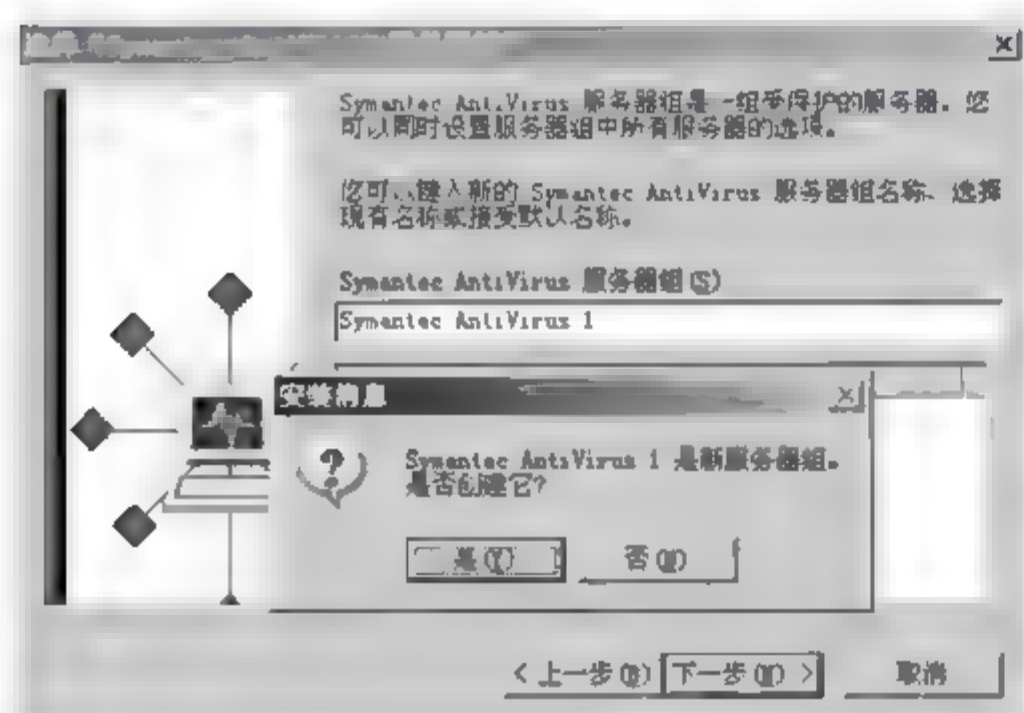 Symantec AntiVirus 服务器组是一组受保护的服务器。您
可以同时设置服务器组中所有服务器的选项。
您可以键入新的 Symantec AntiVirus 服务器组名称、选择
现有名称或接受默认名称。
Symantec AntiVirus 服务器组(S)
Symantec AntiVirus 1
安装信息
Symantec AntiVirus 1 是新服务器组。
是否创建它?
是(Y)
否(N)
< 上一步(B)
下一步(N) >
取消